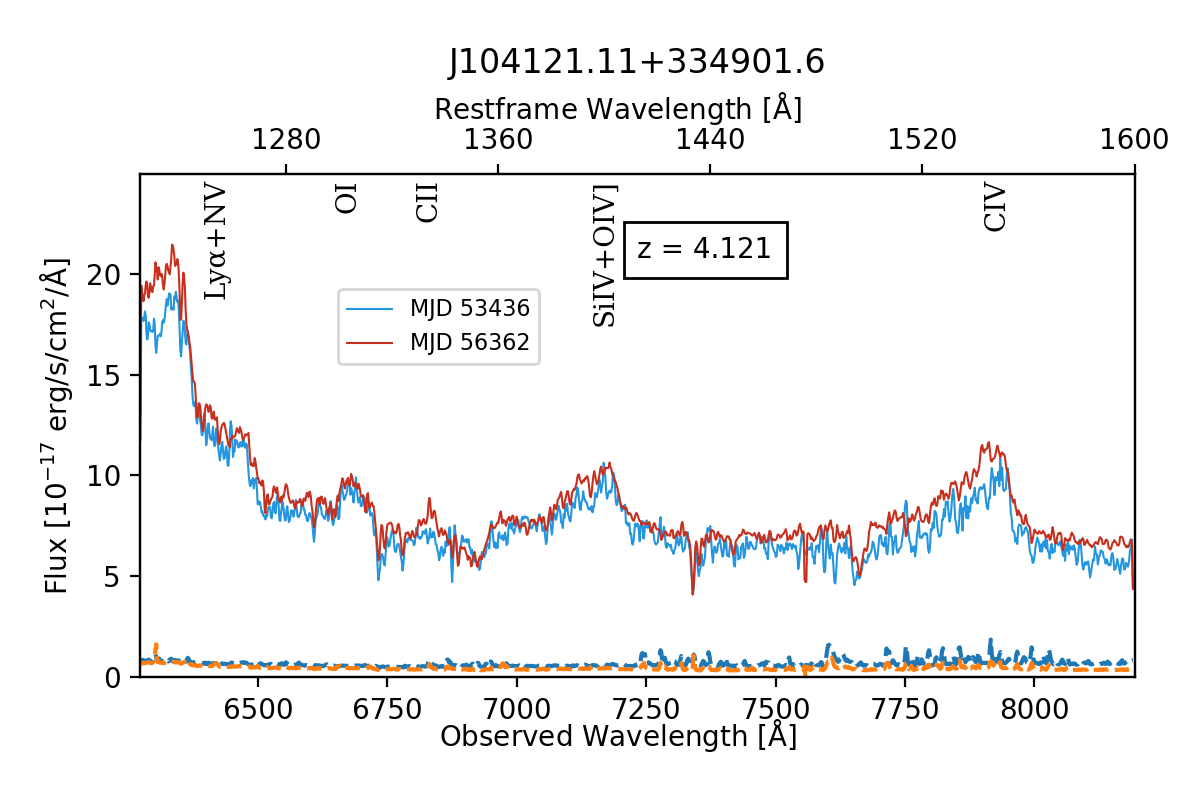 J104121.11+334901.6
Restframe Wavelength [Å]
1280 1360 1440 1520 1600
Lyα+NV
OI
CII
SiIV+OIV]
CIV
z = 4.121
MJD 53436
MJD 56362
Flux [10⁻¹⁷ erg/s/cm²/Å]
20
15
10
5
0
6500 6750 7000 7250 7500 7750 8000
Observed Wavelength [Å]